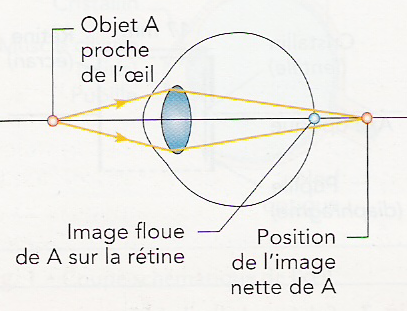 Objet A
proche
de l'œil
Image floue
de A sur la rétine
Position
de l'image
nette de A